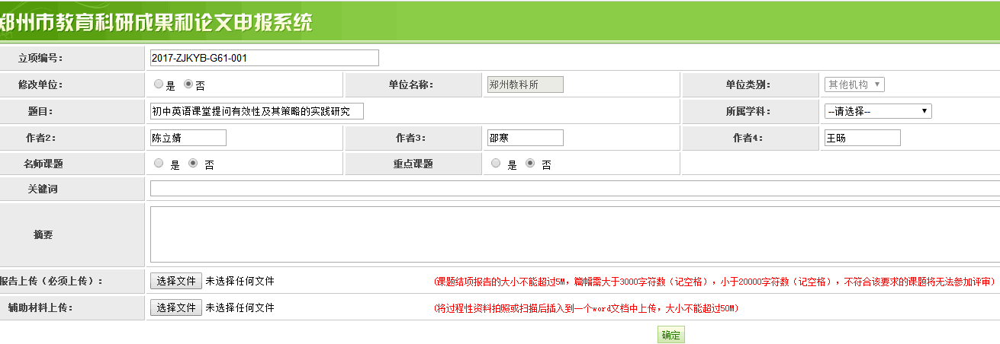 郑州市教育科研成果和论文申报系统
立项编号： 2017-ZJKYB-G61-001
修改单位： 是 否 单位名称： 郑州教科所 单位类别： 其他机构
题目： 初中英语课堂提问有效性及其策略的实践研究 所属学科： --请选择--
作者2： 陈立婧 作者3： 邵寒 作者4： 王旸
名师课题 是 否 重点课题 是 否
关键词
摘要
报告上传（必须上传）： 选择文件 未选择任何文件 (课题结项报告的大小不能超过5M，篇幅需大于3000字符数（记空格），小于20000字符数（记空格），不符合该要求的课题将无法参加评审)
辅助材料上传： 选择文件 未选择任何文件 (将过程性资料拍照或扫描后插入到一个word文档中上传，大小不能超过50M)
确定